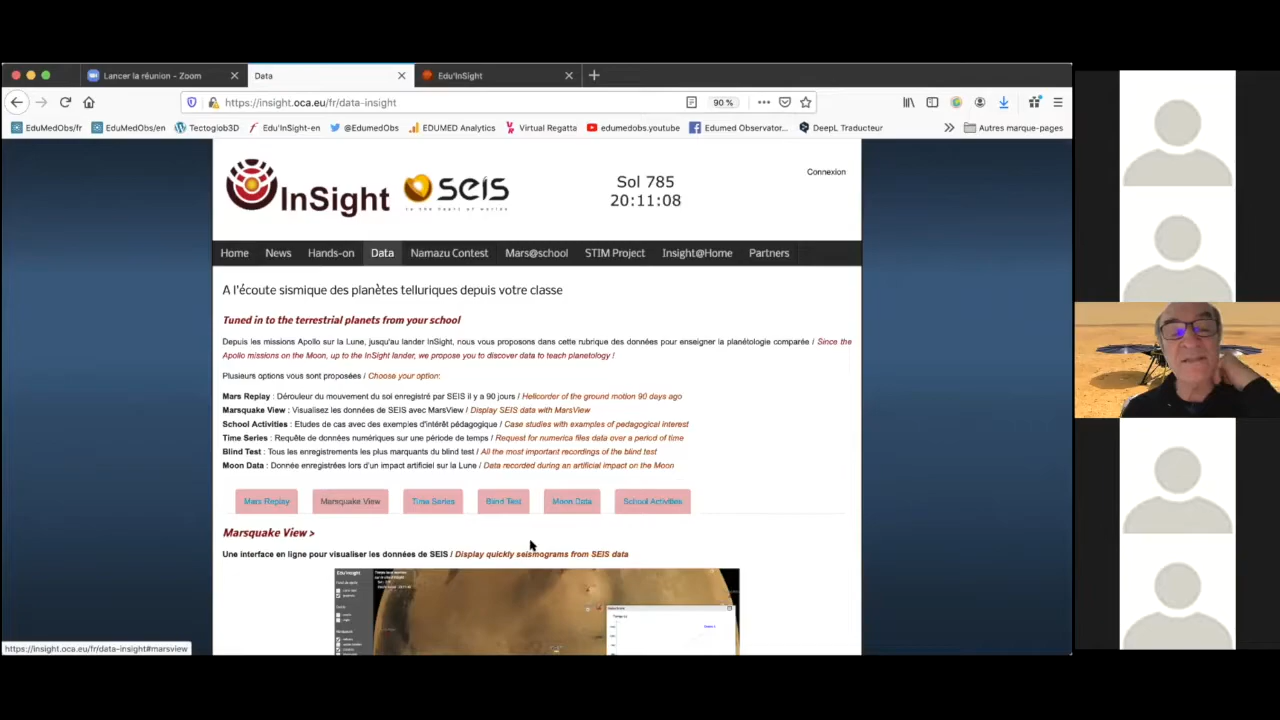 Lancer la réunion - Zoom
Data
Edu'InSight
https://insight.oca.eu/fr/data-insight
90 %
EduMedObs/fr
EduMedObs/en
Tectoglob3D
Edu'InSight-en
@EdumedObs
EDUMED Analytics
Virtual Regatta
edumedobs.youtube
Edumed Observator...
DeepL Traducteur
Autres marque-pages
InSight
SEIS
to the heart of worlds
Sol 785
20:11:08
Connexion
Home
News
Hands-on
Data
Namazu Contest
Mars@school
STIM Project
Insight@Home
Partners
A l'écoute sismique des planètes telluriques depuis votre classe
Tuned in to the terrestrial planets from your school
Depuis les missions Apollo sur la Lune, jusqu'au lander InSight, nous vous proposons dans cette rubrique des données pour enseigner la planétologie comparée / Since the
Apollo missions on the Moon, up to the InSight lander, we propose you to discover data to teach planetology !
Plusieurs options vous sont proposées / Choose your option:
Mars Replay : Dérouleur du mouvement du sol enregistré par SEIS il y a 90 jours / Helicorder of the ground motion 90 days ago
Marsquake View : Visualisez les données de SEIS avec MarsView / Display SEIS data with MarsView
School Activities : Etudes de cas avec des exemples d'intérêt pédagogique / Case studies with examples of pedagogical interest
Time Series : Requête de données numériques sur une période de temps / Request for numerica files data over a period of time
Blind Test : Tous les enregistrements les plus marquants du blind test / All the most important recordings of the blind test
Moon Data : Donnée enregistrées lors d'un impact artificiel sur la Lune / Data recorded during an artificial impact on the Moon
Mars Replay
Marsquake View
Time Series
Blind Test
Moon Data
School Activities
Marsquake View >
Une interface en ligne pour visualiser les données de SEIS / Display quickly seismograms from SEIS data
Edu'Insight
https://insight.oca.eu/fr/data-insight#marsview